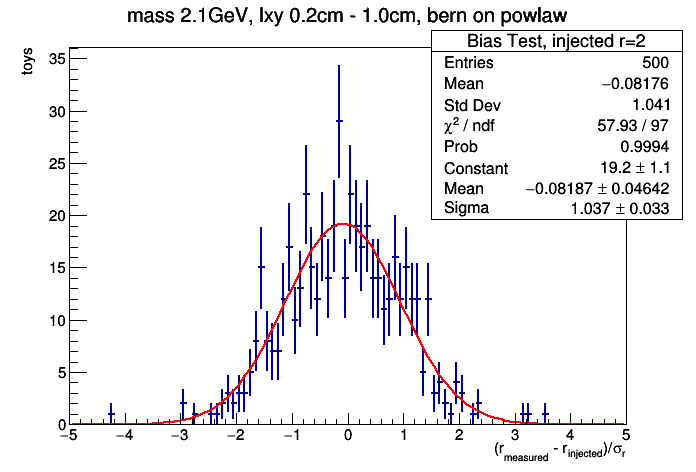 mass 2.1GeV, lxy 0.2cm - 1.0cm, bern on powlaw
Bias Test, injected r=2
Entries 500
Mean −0.08176
Std Dev 1.041
χ² / ndf 57.93 / 97
Prob 0.9994
Constant 19.2 ± 1.1
Mean −0.08187 ± 0.04642
Sigma 1.037 ± 0.033
toys
35
30
25
20
15
10
5
0
−5 −4 −3 −2 −1 0 1 2 3 4 5
(r_measured - r_injected)/σ_r